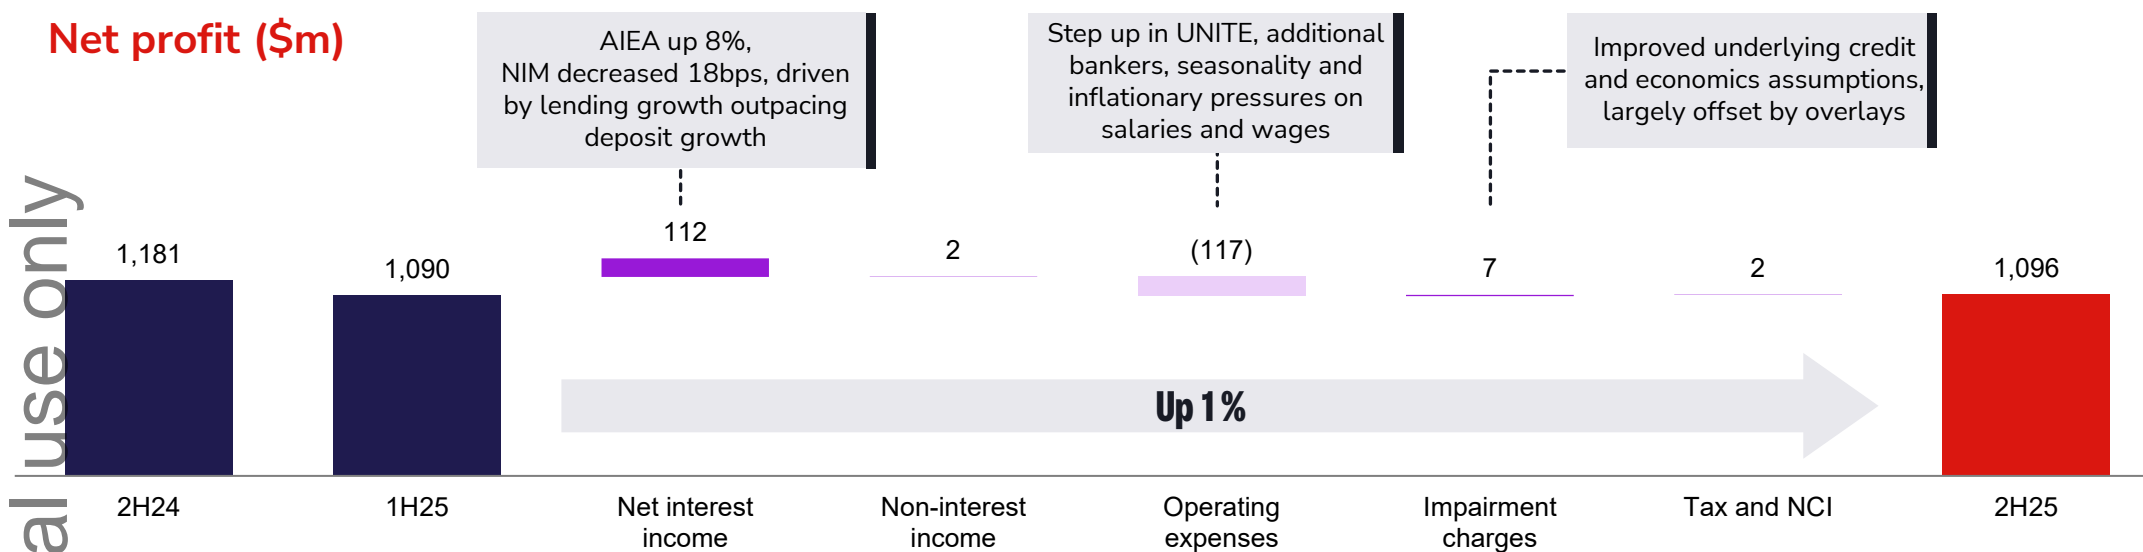 Net profit ($m)
AIEA up 8%,
NIM decreased 18bps, driven
by lending growth outpacing
deposit growth
Step up in UNITE, additional
bankers, seasonality and
inflationary pressures on
salaries and wages
Improved underlying credit
and economics assumptions,
largely offset by overlays
1,181
1,090
112
2
(117)
7
2
1,096
Up 1%
2H24
1H25
Net interest
income
Non-interest
income
Operating
expenses
Impairment
charges
Tax and NCI
2H25
al use only